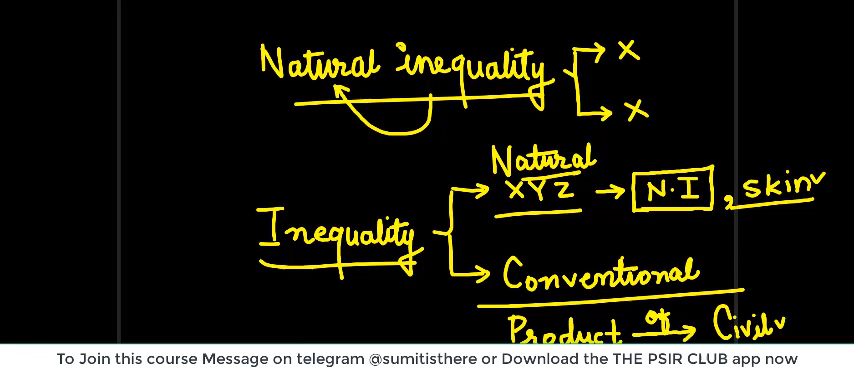 Natural inequality → X
→ X
Natural
Inequality → XYZ → N.I , skin
→ Conventional
Product of → Civil
To Join this course Message on telegram @sumitisthere or Download the THE PSIR CLUB app now